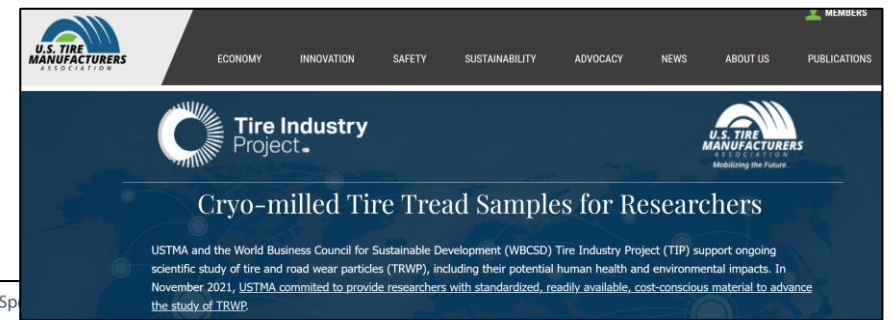 MEMBERS
U.S. TIRE
MANUFACTURERS
ASSOCIATION
ECONOMY INNOVATION SAFETY SUSTAINABILITY ADVOCACY NEWS ABOUT US PUBLICATIONS
Tire Industry
Project
U.S. TIRE
MANUFACTURERS
ASSOCIATION
Mobilizing the Future
Cryo-milled Tire Tread Samples for Researchers
USTMA and the World Business Council for Sustainable Development (WBCSD) Tire Industry Project (TIP) support ongoing
scientific study of tire and road wear particles (TRWP), including their potential human health and environmental impacts. In
November 2021, USTMA commited to provide researchers with standardized, readily available, cost-conscious material to advance
the study of TRWP.